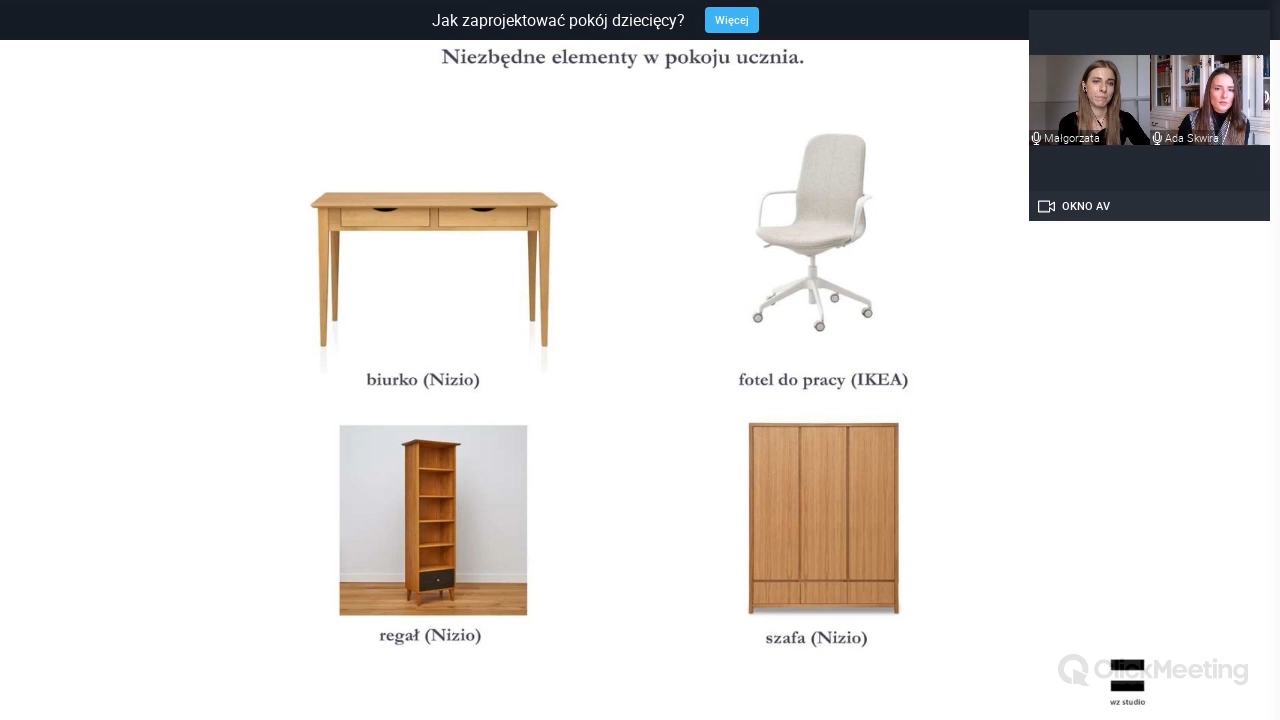 Jak zaprojektować pokój dziecięcy?
Więcej
Niezbędne elementy w pokoju ucznia.
Małgorzata
Ada Skwira
OKNO AV
biurko (Nizio)
fotel do pracy (IKEA)
regał (Nizio)
szafa (Nizio)
ClickMeeting
wz studio